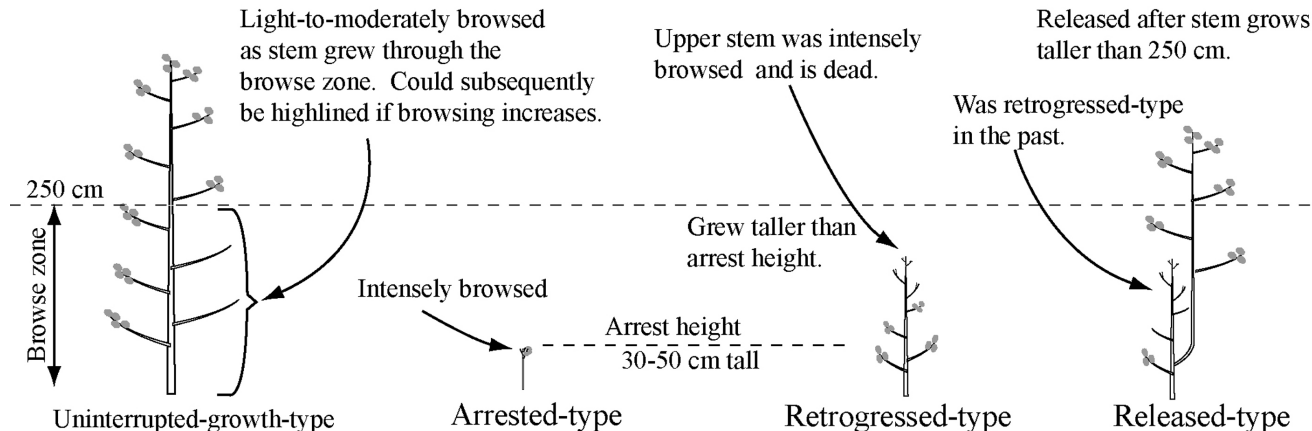 Light-to-moderately browsed
as stem grew through the
browse zone. Could subsequently
be highlined if browsing increases.
Upper stem was intensely
browsed and is dead.
Released after stem grows
taller than 250 cm.
Was retrogressed-type
in the past.
250 cm
Browse zone
Grew taller than
arrest height.
Intensely browsed
Arrest height
30-50 cm tall
Uninterrupted-growth-type
Arrested-type
Retrogressed-type
Released-type